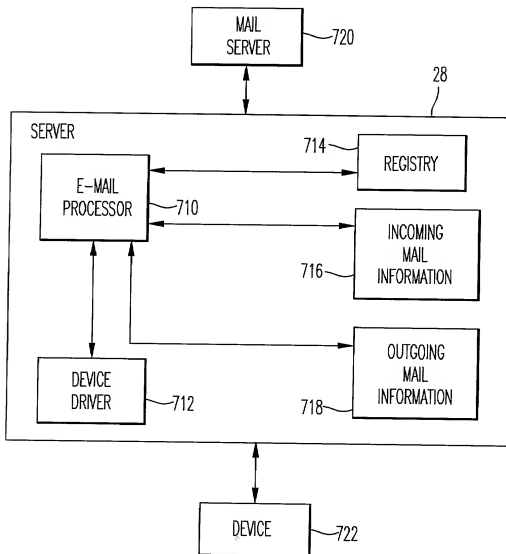 MAIL
SERVER
720
28
SERVER
714
REGISTRY
E-MAIL
PROCESSOR
710
INCOMING
MAIL
INFORMATION
716
DEVICE
DRIVER
712
OUTGOING
MAIL
INFORMATION
718
DEVICE
722